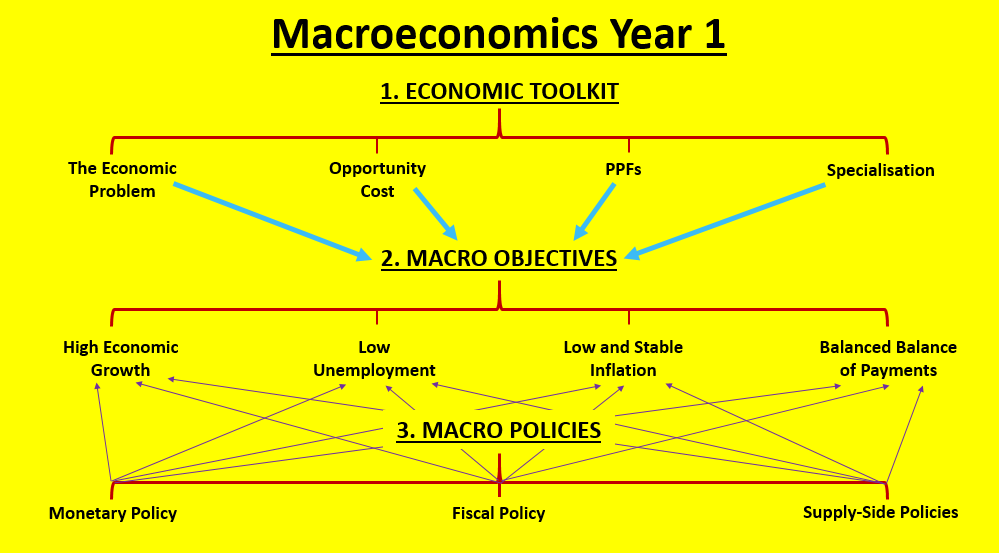 Macroeconomics Year 1
1. ECONOMIC TOOLKIT
The Economic
Problem
Opportunity
Cost
PPFs
Specialisation
2. MACRO OBJECTIVES
High Economic
Growth
Low
Unemployment
Low and Stable
Inflation
Balanced Balance
of Payments
3. MACRO POLICIES
Monetary Policy
Fiscal Policy
Supply-Side Policies